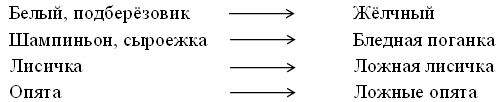 Белый, подберёзовик → Жёлчный
Шампиньон, сыроежка → Бледная поганка
Лисичка → Ложная лисичка
Опята → Ложные опята